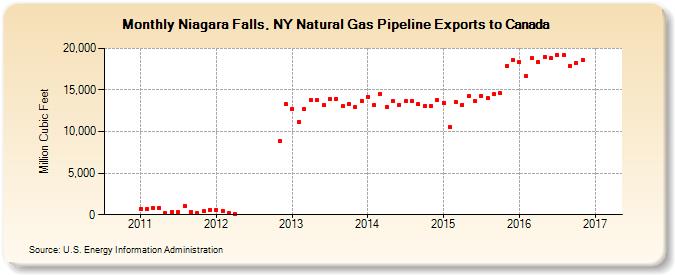 Monthly Niagara Falls, NY Natural Gas Pipeline Exports to Canada
Million Cubic Feet
20,000
15,000
10,000
5,000
0
2011 2012 2013 2014 2015 2016 2017
Source: U.S. Energy Information Administration